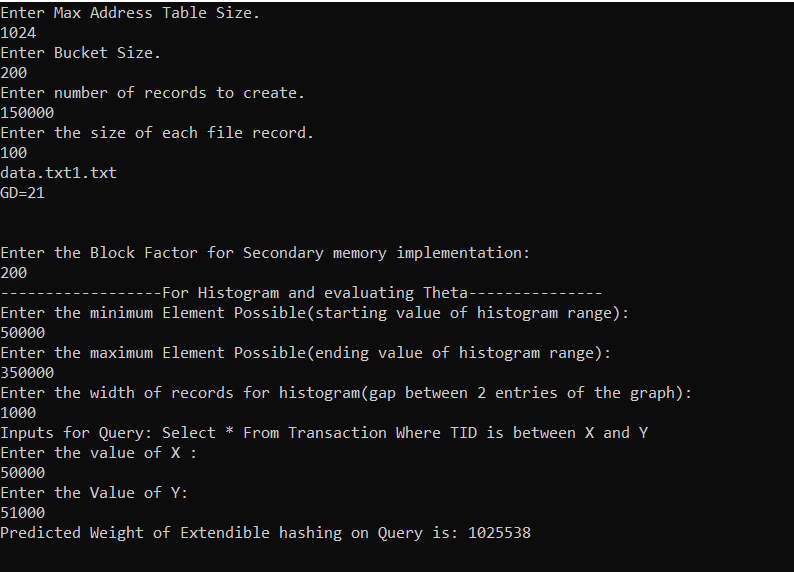 Enter Max Address Table Size.
1024
Enter Bucket Size.
200
Enter number of records to create.
150000
Enter the size of each file record.
100
data.txt1.txt
GD=21
Enter the Block Factor for Secondary memory implementation:
200
------------------For Histogram and evaluating Theta---------------
Enter the minimum Element Possible(starting value of histogram range):
50000
Enter the maximum Element Possible(ending value of histogram range):
350000
Enter the width of records for histogram(gap between 2 entries of the graph):
1000
Inputs for Query: Select * From Transaction Where TID is between X and Y
Enter the value of X :
50000
Enter the Value of Y:
51000
Predicted Weight of Extendible hashing on Query is: 1025538